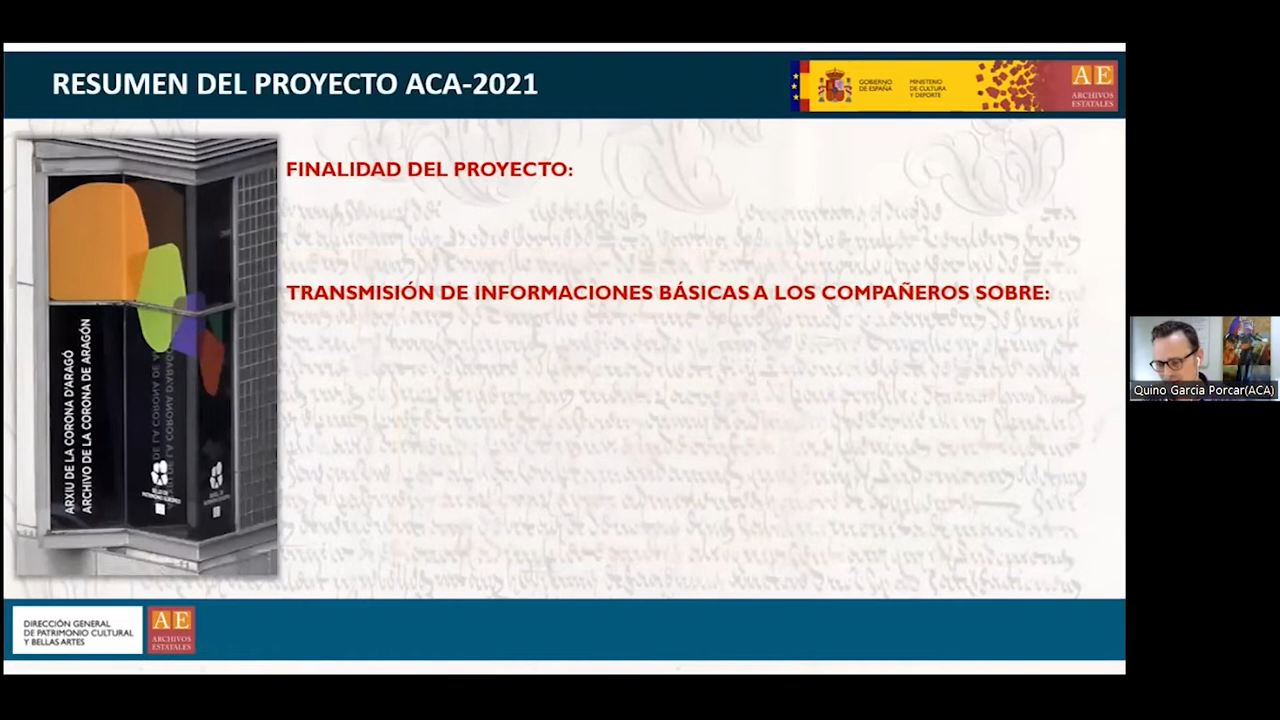 RESUMEN DEL PROYECTO ACA-2021
GOBIERNO
DE ESPAÑA
MINISTERIO
DE CULTURA
Y DEPORTE
AE
ARCHIVOS
ESTATALES
FINALIDAD DEL PROYECTO:
TRANSMISIÓN DE INFORMACIONES BÁSICAS A LOS COMPAÑEROS SOBRE:
ARXIU DE LA CORONA D'ARAGÓ
ARCHIVO DE LA CORONA DE ARAGÓN
Quino Garcia Porcar(ACA)
DIRECCIÓN GENERAL
DE PATRIMONIO CULTURAL
Y BELLAS ARTES
AE
ARCHIVOS
ESTATALES